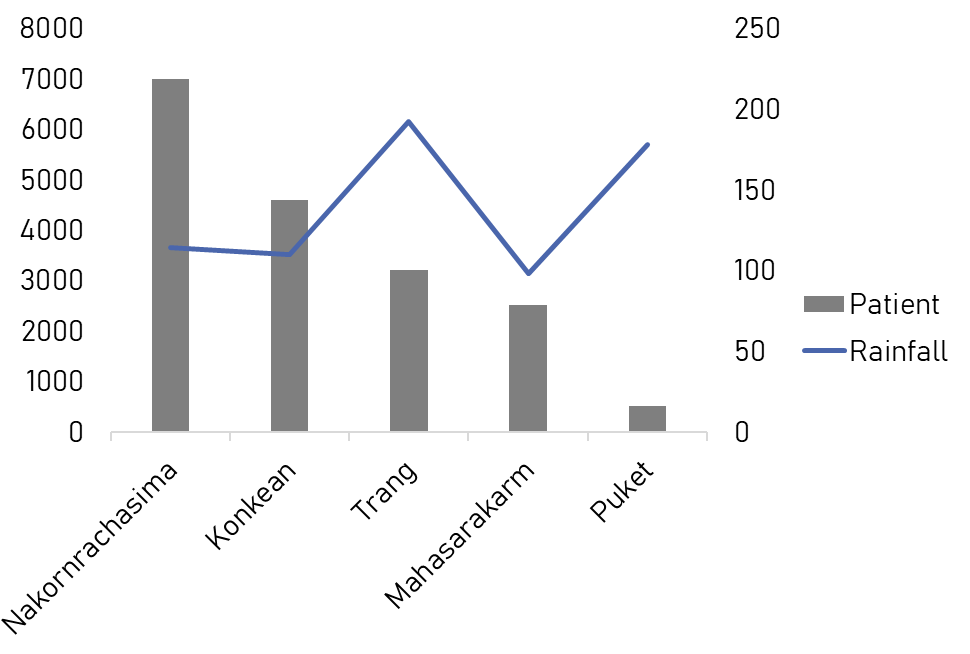 8000
7000
6000
5000
4000
3000
2000
1000
0
250
200
150
100
50
0
Patient
Rainfall
Nakornrachasima
Konkean
Trang
Mahasarakarm
Puket